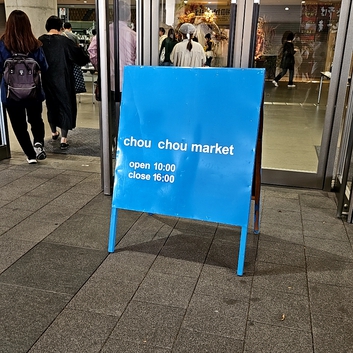 chou chou market
open 10:00
close 16:00